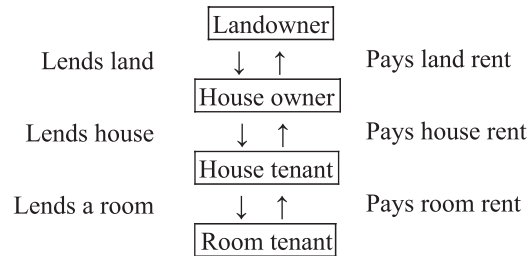 Landowner
Lends land ↓ ↑ Pays land rent
House owner
Lends house ↓ ↑ Pays house rent
House tenant
Lends a room ↓ ↑ Pays room rent
Room tenant